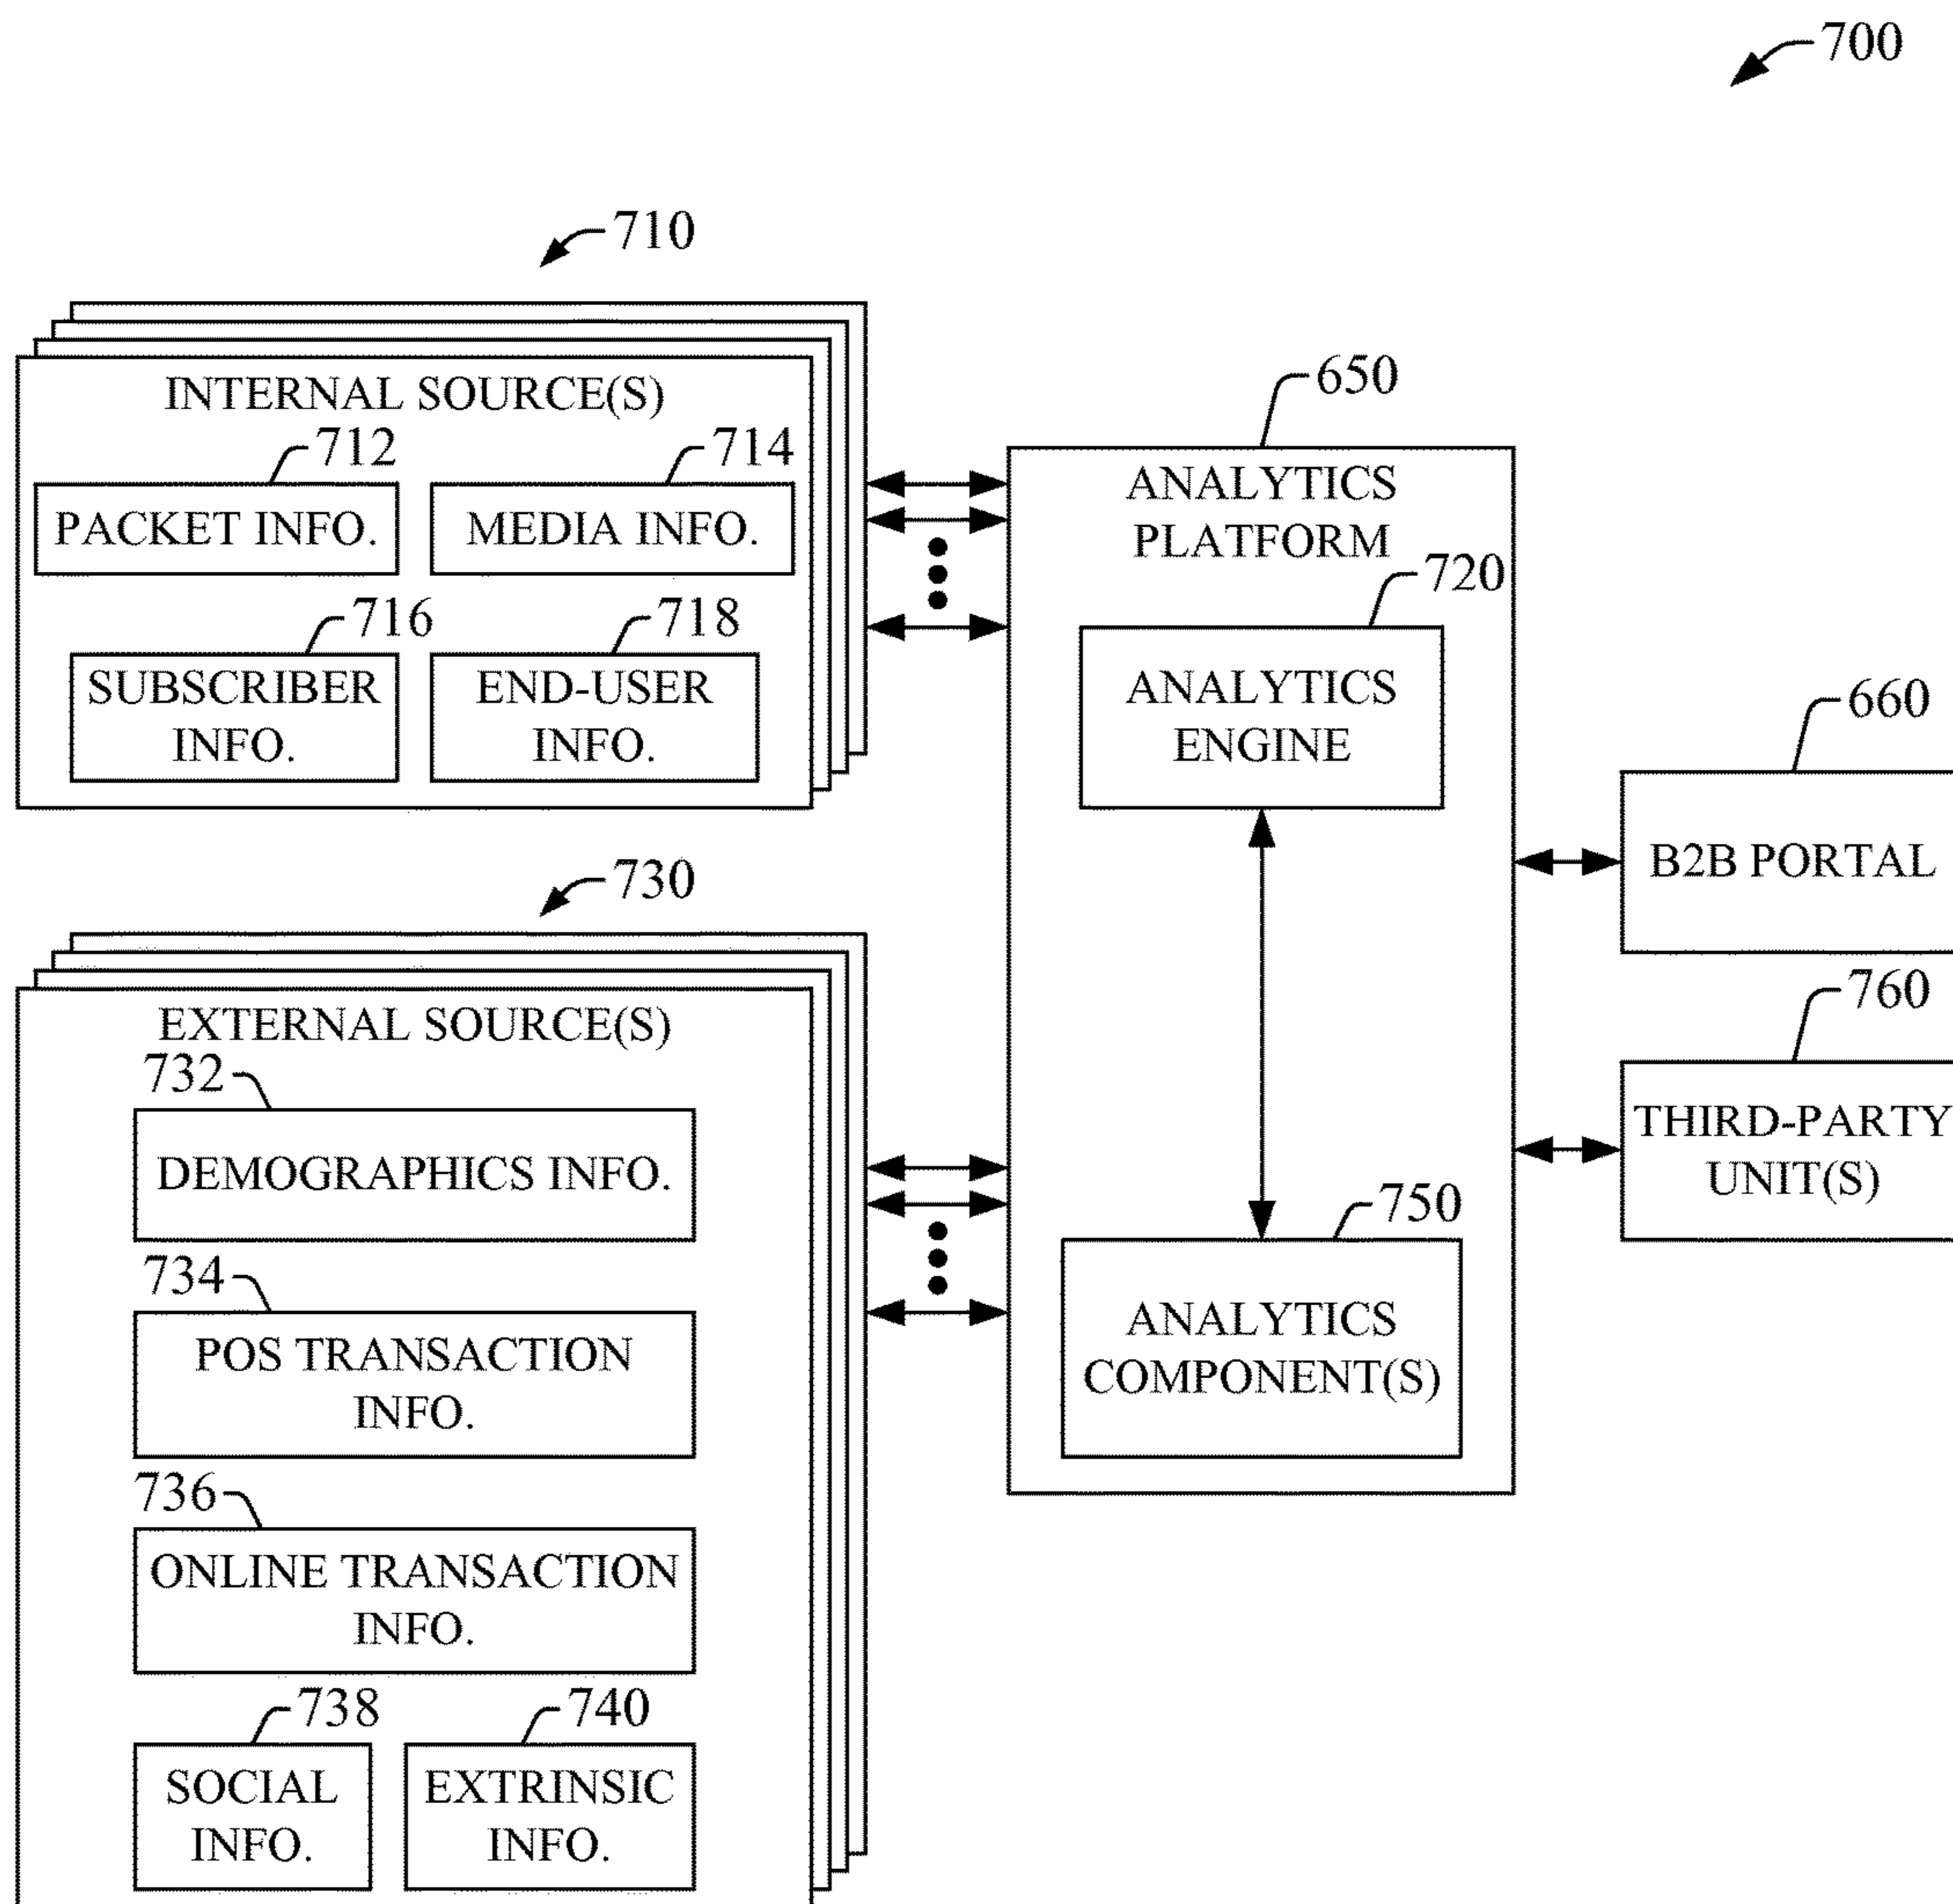 700
710
INTERNAL SOURCE(S)
712
714
PACKET INFO.
MEDIA INFO.
716
718
SUBSCRIBER
INFO.
END-USER
INFO.
730
EXTERNAL SOURCE(S)
732
DEMOGRAPHICS INFO.
734
POS TRANSACTION
INFO.
736
ONLINE TRANSACTION
INFO.
738
740
SOCIAL
INFO.
EXTRINSIC
INFO.
650
ANALYTICS
PLATFORM
720
ANALYTICS
ENGINE
750
ANALYTICS
COMPONENT(S)
660
B2B PORTAL
760
THIRD-PARTY
UNIT(S)